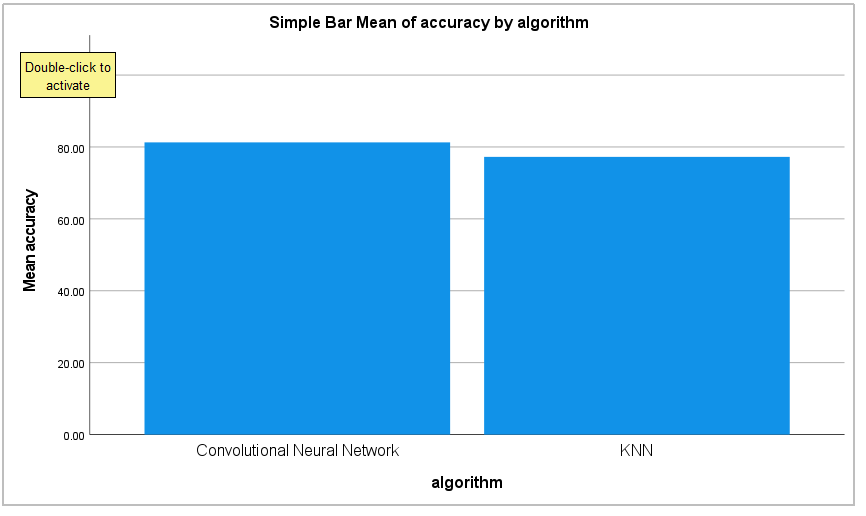 Simple Bar Mean of accuracy by algorithm
Double-click to
activate
80.00
60.00
40.00
20.00
0.00
Mean accuracy
Convolutional Neural Network
KNN
algorithm